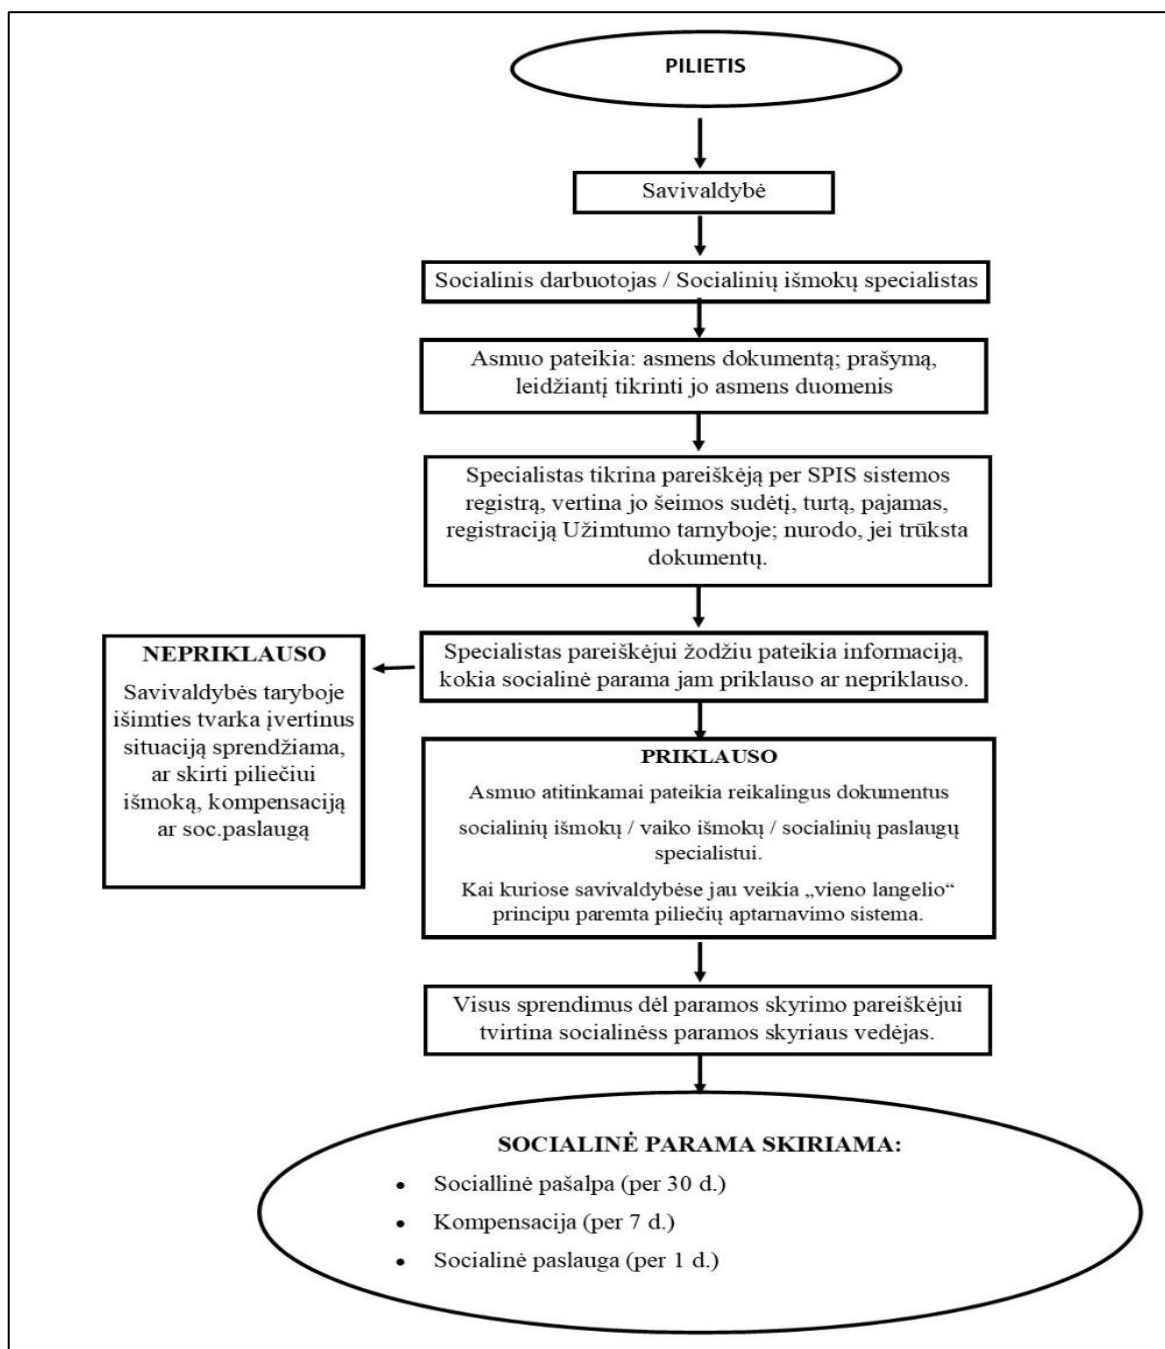 PILIETIS
Savivaldybė
Socialinis darbuotojas / Socialinių išmokų specialistas
Asmuo pateikia: asmens dokumentą; prašymą,
leidžiantį tikrinti jo asmens duomenis
Specialistas tikrina pareiškėją per SPIS sistemos
registrą, vertina jo šeimos sudėtį, turtą, pajamas,
registraciją Užimtumo tarnyboje; nurodo, jei trūksta
dokumentų.
Specialistas pareiškėjui žodžiu pateikia informaciją,
kokia socialinė parama jam priklauso ar nepriklauso.
NEPRIKLAUSO
Savivaldybės taryboje
išimties tvarka įvertinus
situaciją sprendžiama,
ar skirti piliečiui
išmoką, kompensaciją
ar soc.paslaugą
PRIKLAUSO
Asmuo atitinkamai pateikia reikalingus dokumentus
socialinių išmokų / vaiko išmokų / socialinių paslaugų
specialistui.
Kai kuriose savivaldybėse jau veikia „vieno langelio“
principu paremta piliečių aptarnavimo sistema.
Visus sprendimus dėl paramos skyrimo pareiškėjui
tvirtina socialinėss paramos skyriaus vedėjas.
SOCIALINĖ PARAMA SKIRIAMA:
• Sociallinė pašalpa (per 30 d.)
• Kompensacija (per 7 d.)
• Socialinė paslauga (per 1 d.)